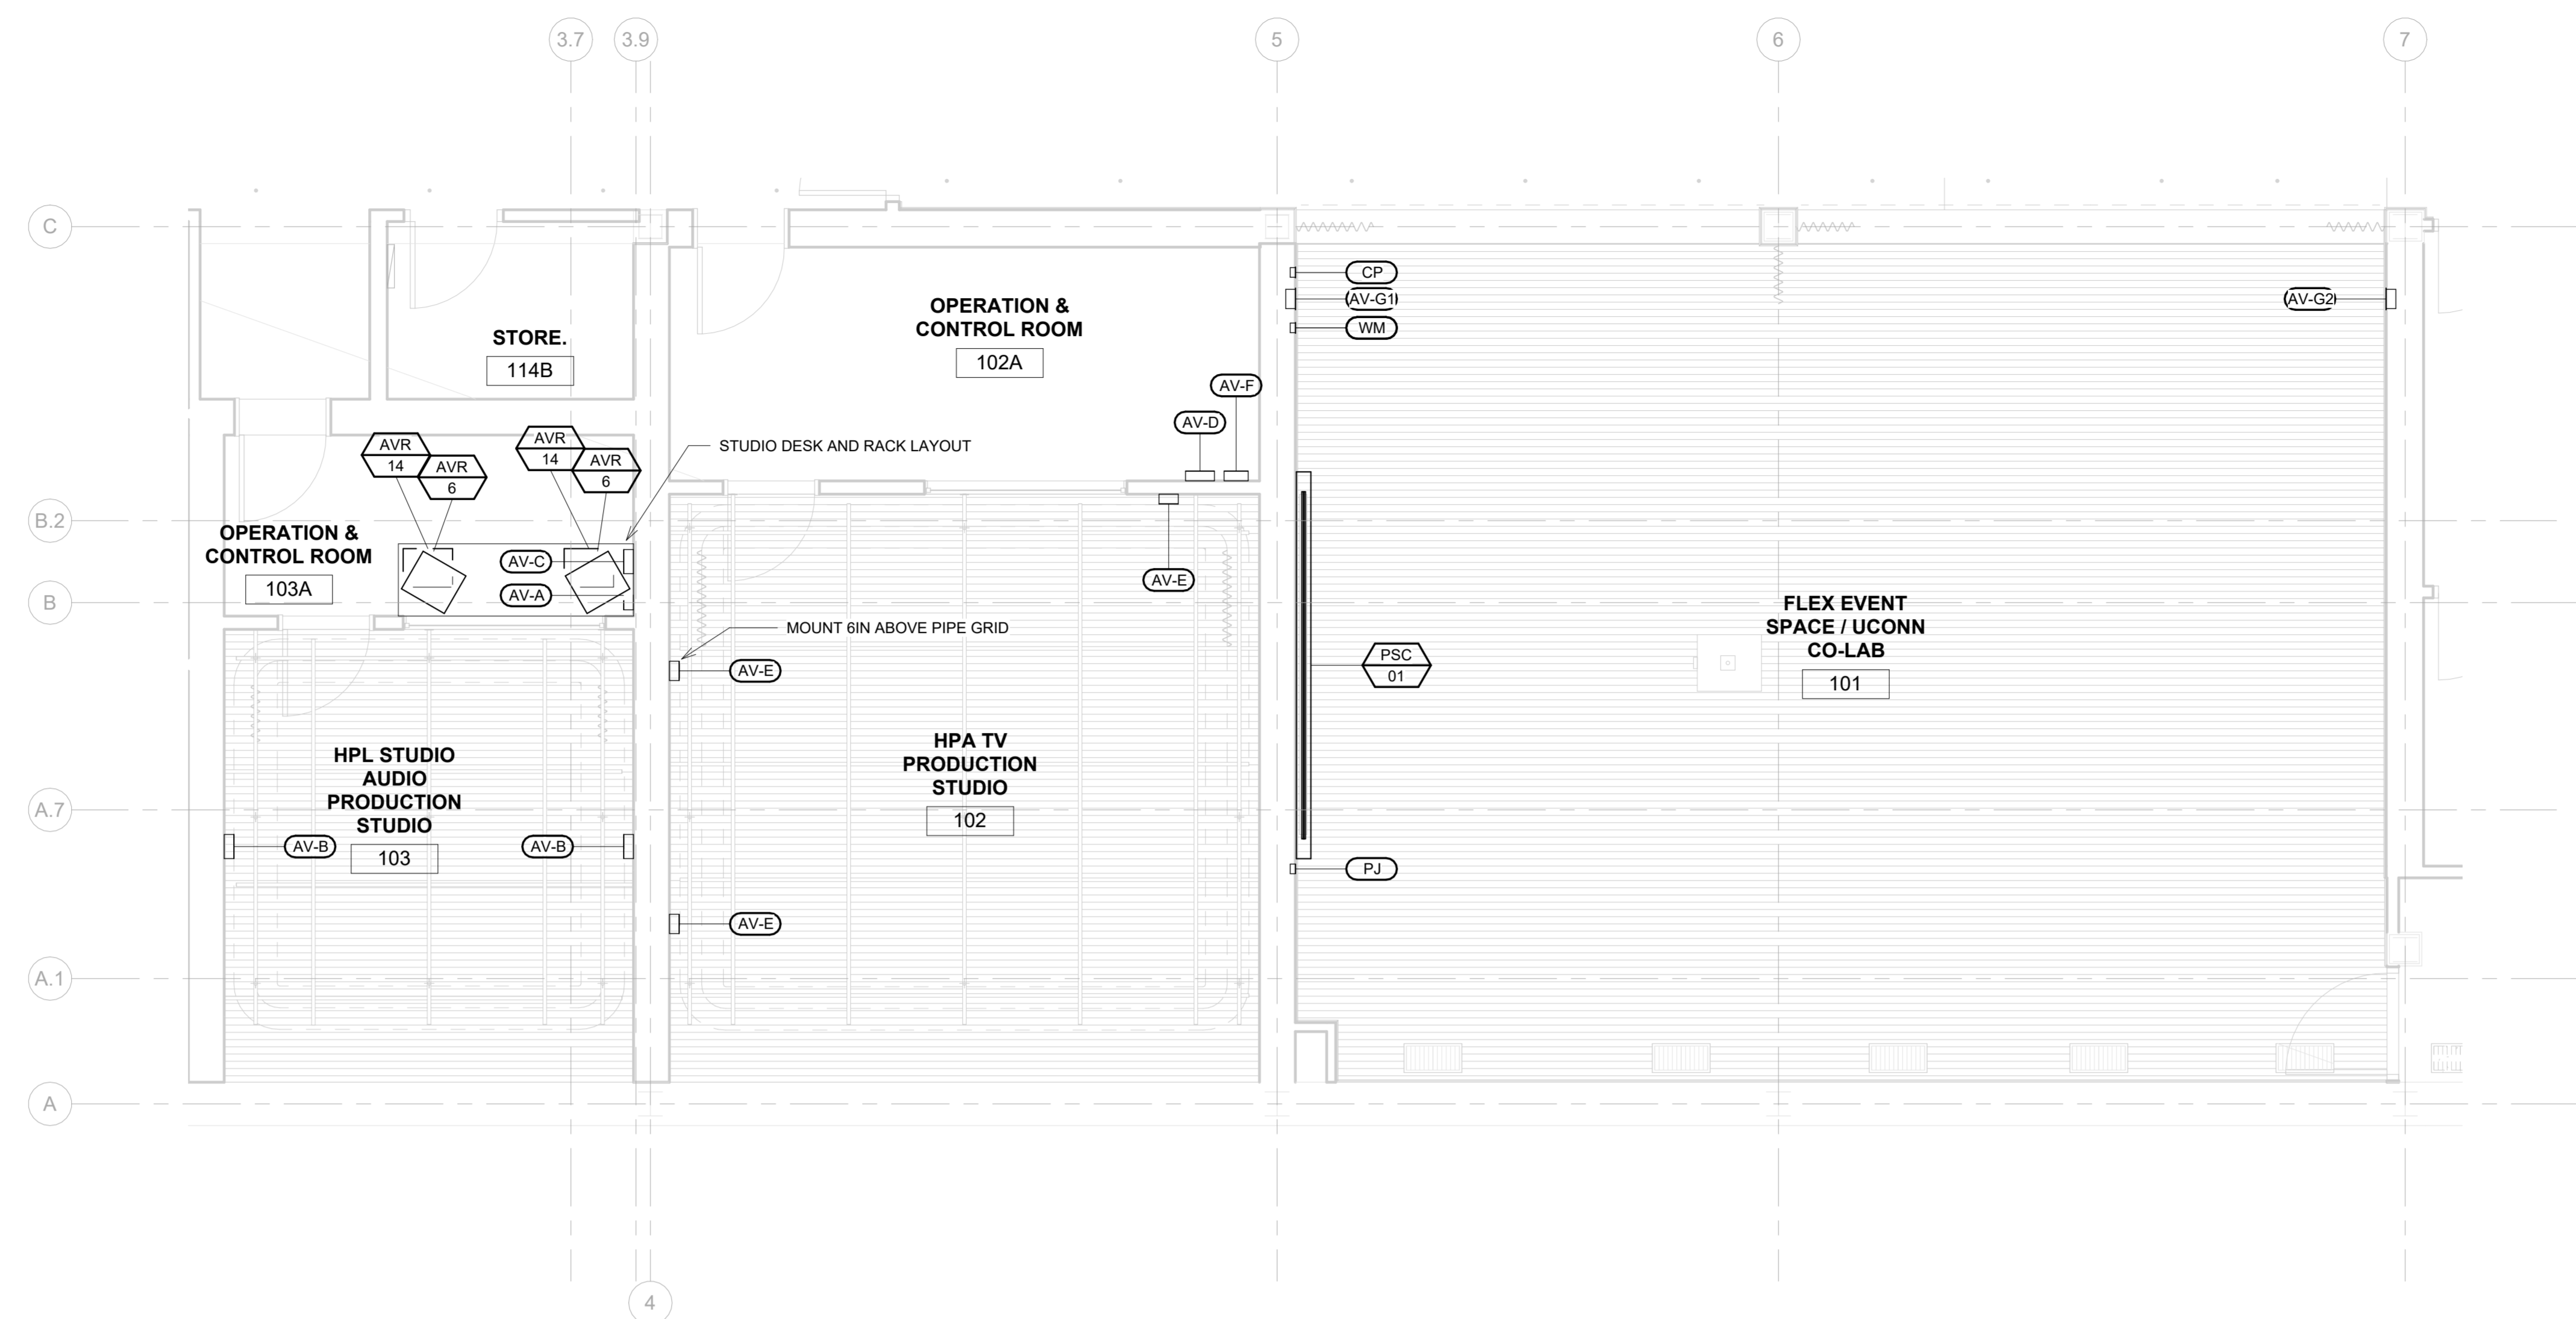 3.7
3.9
5
6
7
C
CP
AV-G1
AV-G2
WM
OPERATION &
CONTROL ROOM
102A
STORE.
114B
AV-F
AV-D
AVR
14
AVR
6
AVR
14
AVR
6
STUDIO DESK AND RACK LAYOUT
B.2
OPERATION &
CONTROL ROOM
103A
AV-C
AV-A
AV-E
B
MOUNT 6IN ABOVE PIPE GRID
AV-E
FLEX EVENT
SPACE / UCONN
CO-LAB
101
PSC
01
HPL STUDIO
AUDIO
PRODUCTION
STUDIO
103
HPA TV
PRODUCTION
STUDIO
102
A.7
AV-B
AV-B
PJ
AV-E
A.1
A
4